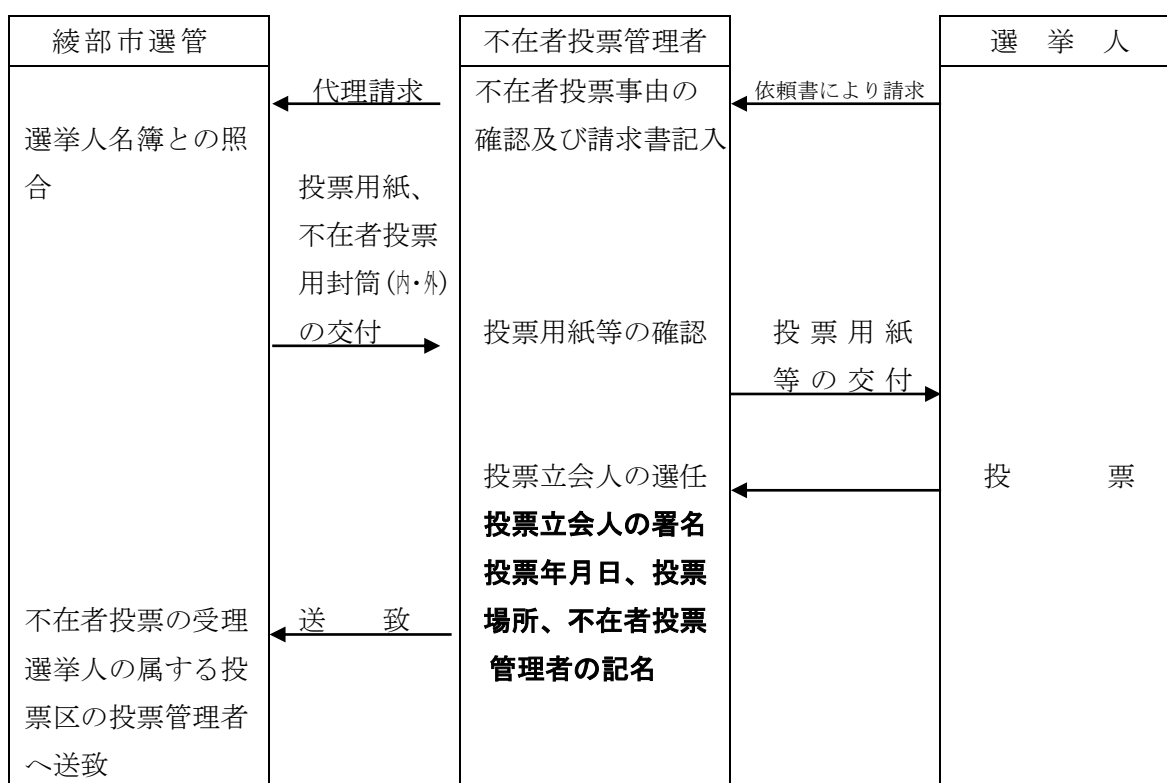 綾部市選管
不在者投票管理者
選 挙 人
代理請求
不在者投票事由の
依頼書により請求
選挙人名簿との照
確認及び請求書記入
合
投票用紙、
不在者投票
用封筒(内・外)
の交付
投票用紙等の確認
投 票 用 紙
等 の 交 付
投票立会人の選任
投 票
投票立会人の署名
投票年月日、投票
場所、不在者投票
管理者の記名
送 致
不在者投票の受理
選挙人の属する投
票区の投票管理者
へ送致